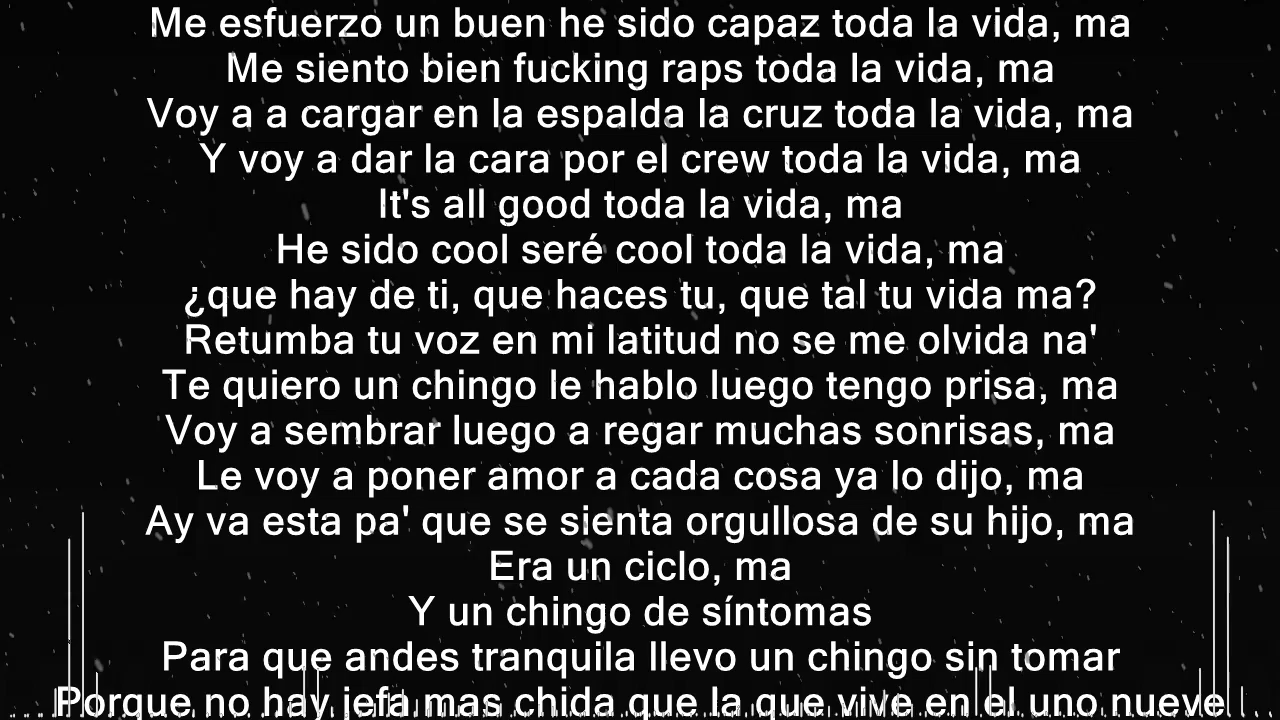 Me esfuerzo un buen he sido capaz toda la vida, ma
Me siento bien fucking raps toda la vida, ma
Voy a a cargar en la espalda la cruz toda la vida, ma
Y voy a dar la cara por el crew toda la vida, ma
It's all good toda la vida, ma
He sido cool seré cool toda la vida, ma
¿que hay de ti, que haces tu, que tal tu vida ma?
Retumba tu voz en mi latitud no se me olvida na'
Te quiero un chingo le hablo luego tengo prisa, ma
Voy a sembrar luego a regar muchas sonrisas, ma
Le voy a poner amor a cada cosa ya lo dijo, ma
Ay va esta pa' que se sienta orgullosa de su hijo, ma
Era un ciclo, ma
Y un chingo de síntomas
Para que andes tranquila llevo un chingo sin tomar
Porque no hay jefa mas chida que la que vive en el uno nueve